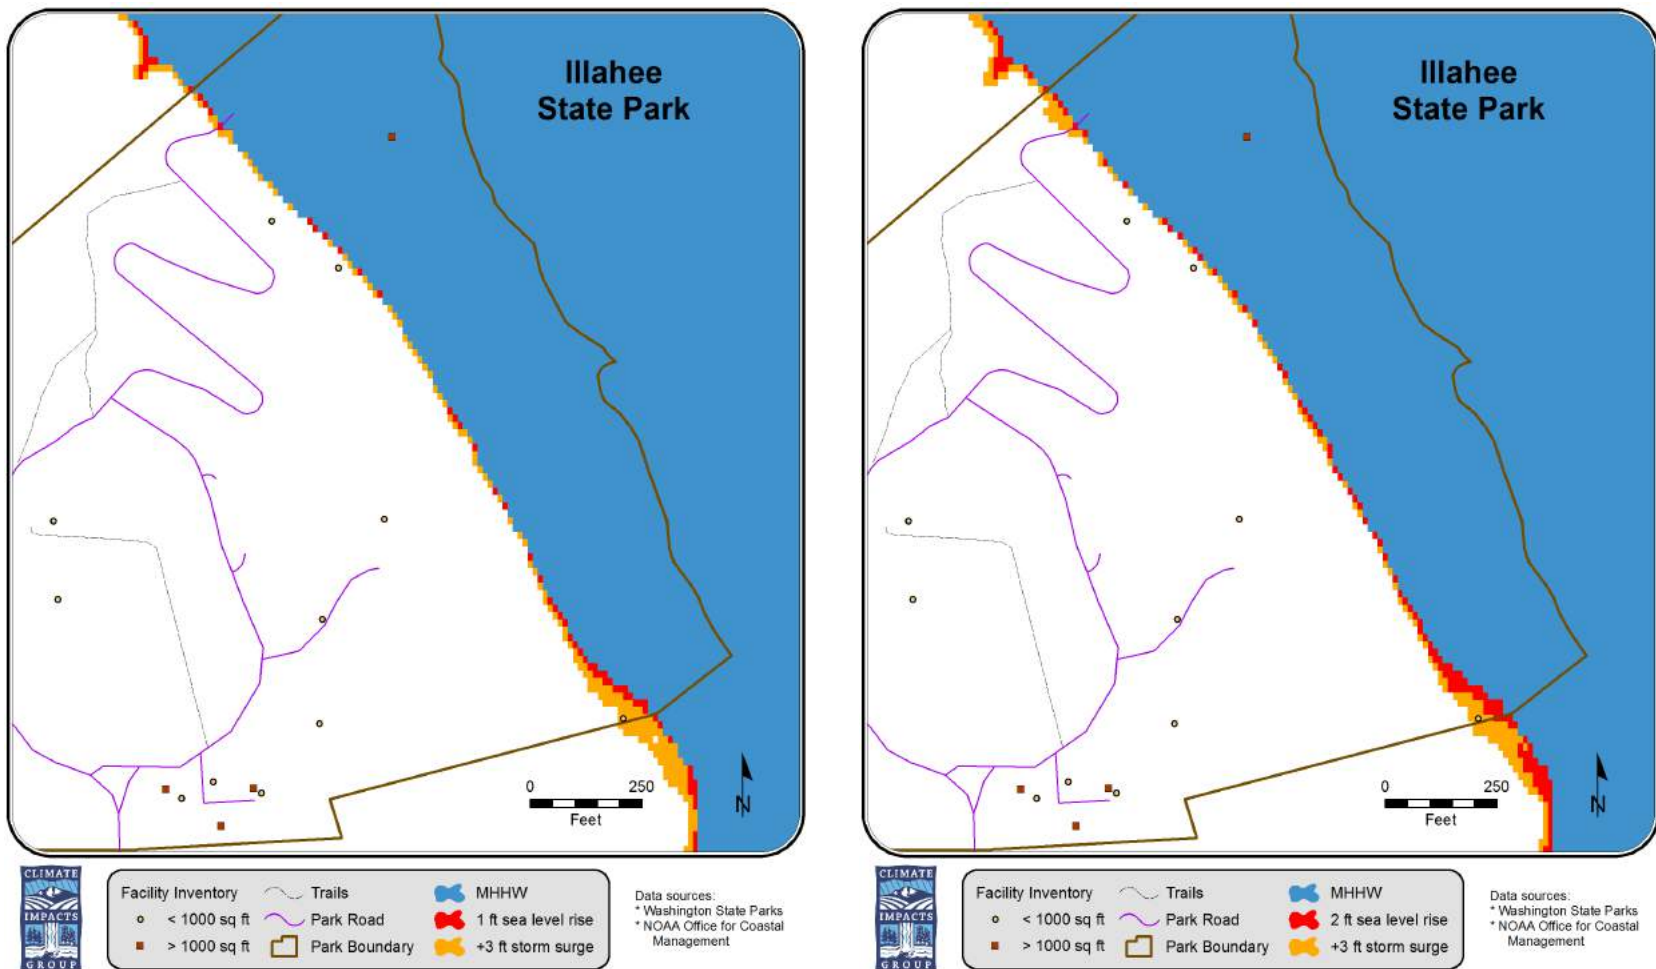 Illahee
State Park
0 250
Feet
N
CLIMATE
IMPACTS
GROUP
Facility Inventory
< 1000 sq ft
> 1000 sq ft
Trails
Park Road
Park Boundary
MHHW
1 ft sea level rise
+3 ft storm surge
Data sources:
* Washington State Parks
* NOAA Office for Coastal
Management
Illahee
State Park
0 250
Feet
N
CLIMATE
IMPACTS
GROUP
Facility Inventory
< 1000 sq ft
> 1000 sq ft
Trails
Park Road
Park Boundary
MHHW
2 ft sea level rise
+3 ft storm surge
Data sources:
* Washington State Parks
* NOAA Office for Coastal
Management